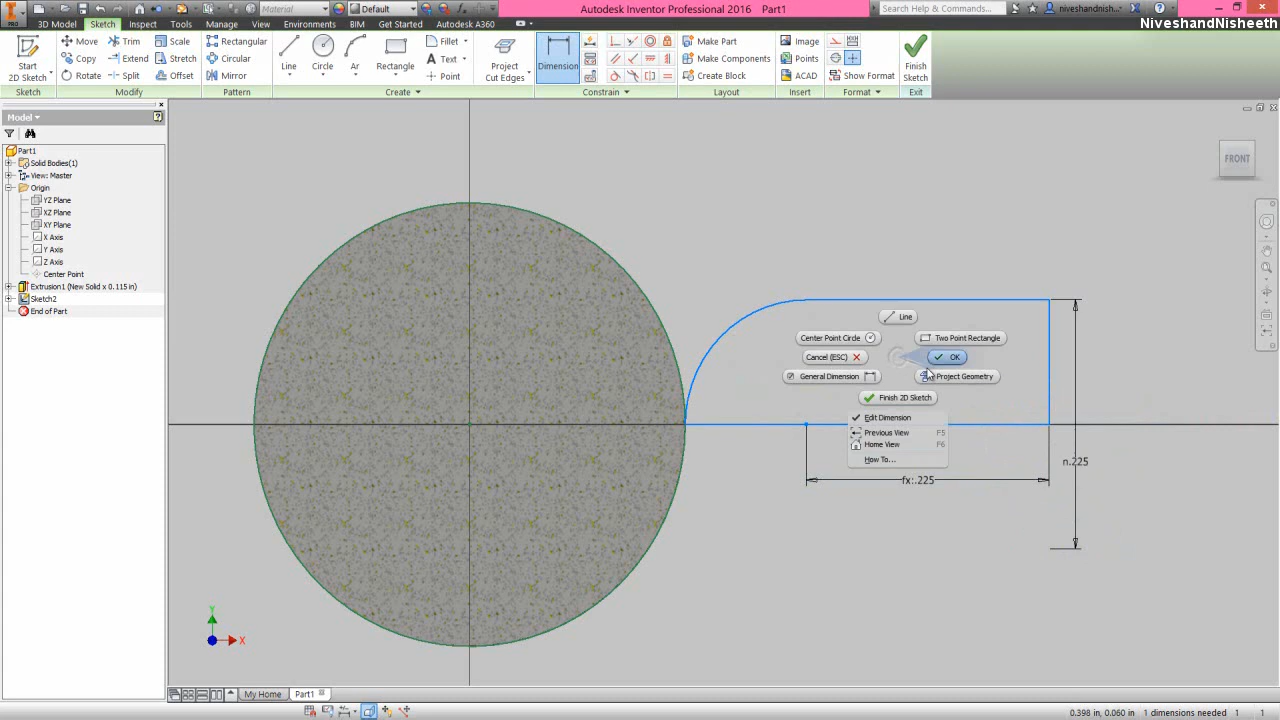 Autodesk Inventor Professional 2016 Part1
Material
Default
Search Help & Commands...
niveshandnish...
NiveshandNisheeth
PRO
3D Model
Sketch
Inspect
Tools
Manage
View
Environments
BIM
Get Started
Autodesk A360
Start
2D Sketch
Move
Trim
Scale
Copy
Extend
Stretch
Rotate
Split
Offset
Rectangular
Circular
Mirror
Line
Circle
Arc
Rectangle
Fillet
Text
Point
Project
Cut Edges
Dimension
Make Part
Make Components
Create Block
Image
Points
ACAD
Show Format
Finish
Sketch
Sketch
Modify
Pattern
Create
Constrain
Layout
Insert
Format
Exit
Model
Part1
Solid Bodies(1)
View: Master
Origin
YZ Plane
XZ Plane
XY Plane
X Axis
Y Axis
Z Axis
Center Point
Extrusion1 (New Solid x 0.115 in)
Sketch2
End of Part
FRONT
Line
Center Point Circle
Two Point Rectangle
Cancel (ESC)
OK
General Dimension
Project Geometry
Finish 2D Sketch
Edit Dimension
Previous View F5
Home View F6
How To...
n.225
fx:.225
Y
X
My Home
Part1
0.398 in, 0.060 in
1 dimensions needed
1
1